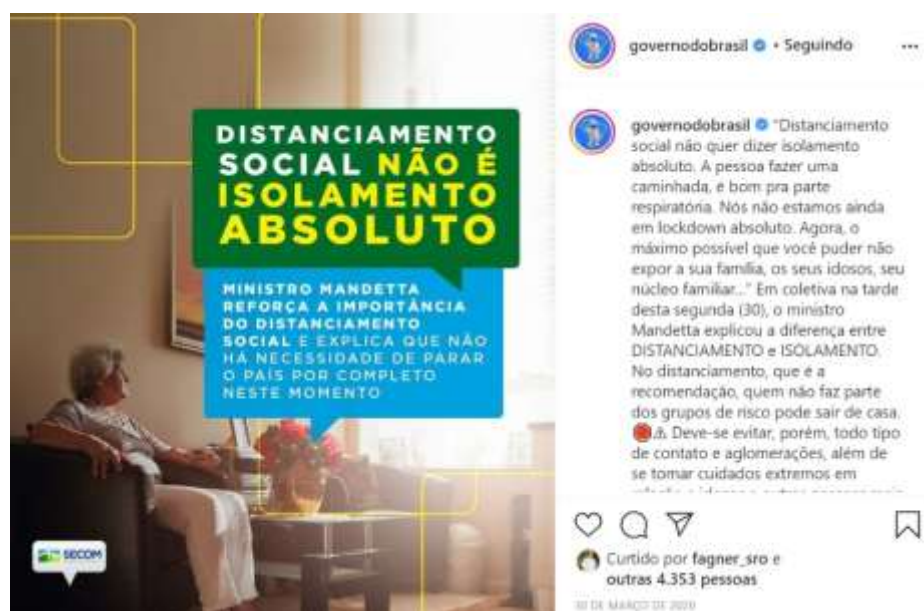 DISTANCIAMENTO
SOCIAL NÃO É
ISOLAMENTO
ABSOLUTO
MINISTRO MANDETTA
REFORÇA A IMPORTÂNCIA
DO DISTANCIAMENTO
SOCIAL E EXPLICA QUE NÃO
HÁ NECESSIDADE DE PARAR
O PAÍS POR COMPLETO
NESTE MOMENTO
SECOM
governodobrasil • Seguindo
governodobrasil "Distanciamento
social não quer dizer isolamento
absoluto. A pessoa fazer uma
caminhada, é bom pra parte
respiratória. Nós não estamos ainda
em lockdown absoluto. Agora, o
máximo possível que você puder não
expor a sua família, os seus idosos, seu
núcleo familiar..." Em coletiva na tarde
desta segunda (30), o ministro
Mandetta explicou a diferença entre
DISTANCIAMENTO e ISOLAMENTO.
No distanciamento, que é a
recomendação, quem não faz parte
dos grupos de risco pode sair de casa.
Deve-se evitar, porém, todo tipo
de contato e aglomerações, além de
se tomar cuidados extremos em
Curtido por fagner_sro e
outras 4.353 pessoas
30 DE MARÇO DE 2020